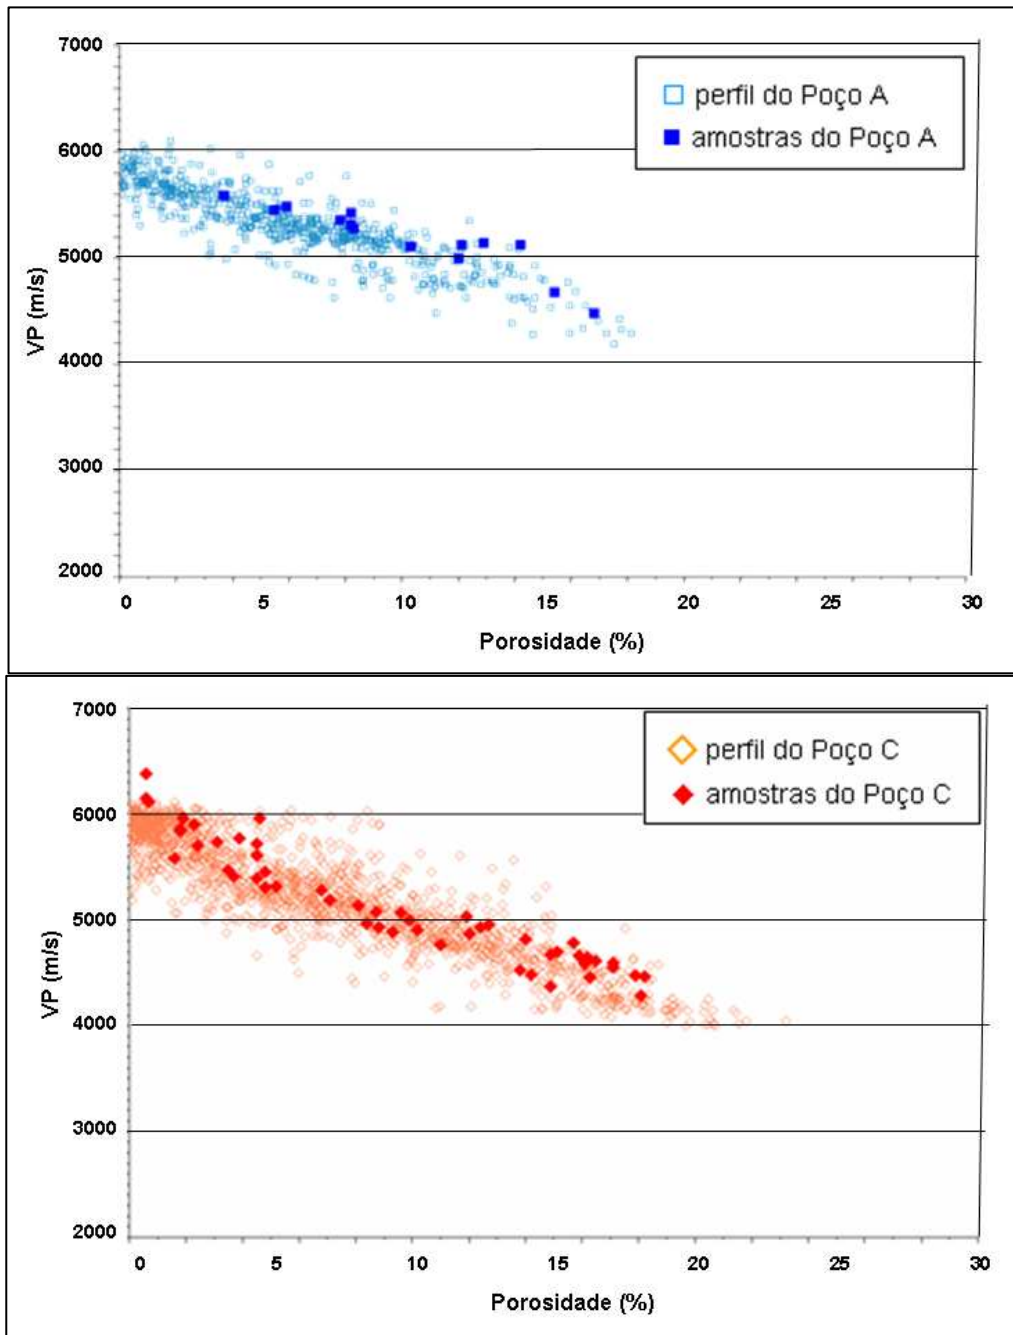 7000
6000
5000
4000
3000
2000
VP (m/s)
perfil do Poço A
amostras do Poço A
0 5 10 15 20 25 30
Porosidade (%)
7000
6000
5000
4000
3000
2000
VP (m/s)
perfil do Poço C
amostras do Poço C
0 5 10 15 20 25 30
Porosidade (%)